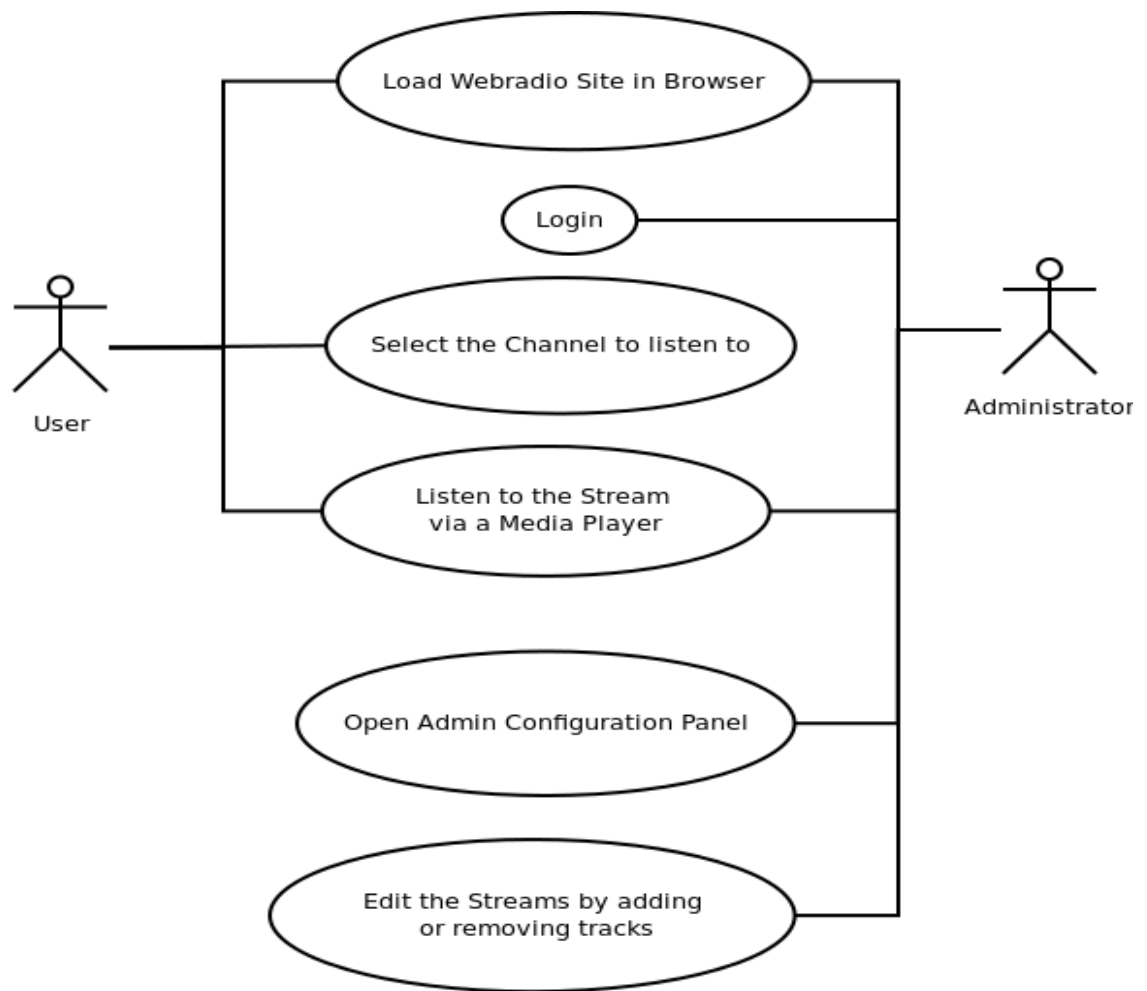 Load Webradio Site in Browser
Login
Select the Channel to listen to
User
Administrator
Listen to the Stream
via a Media Player
Open Admin Configuration Panel
Edit the Streams by adding
or removing tracks